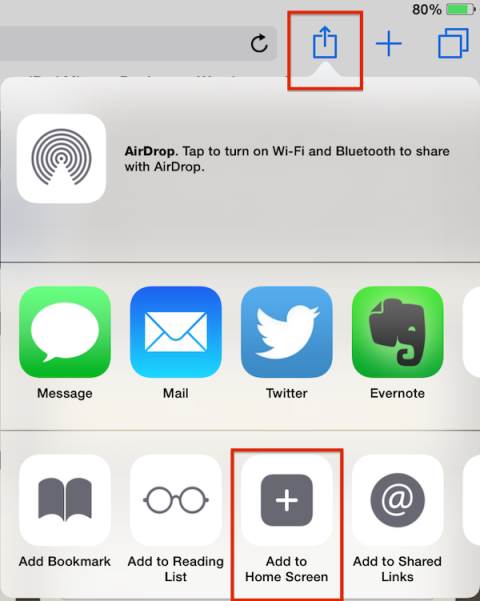 80%
AirDrop. Tap to turn on Wi-Fi and Bluetooth to share
with AirDrop.
Message Mail Twitter Evernote
Add Bookmark Add to Reading List Add to Home Screen Add to Shared Links